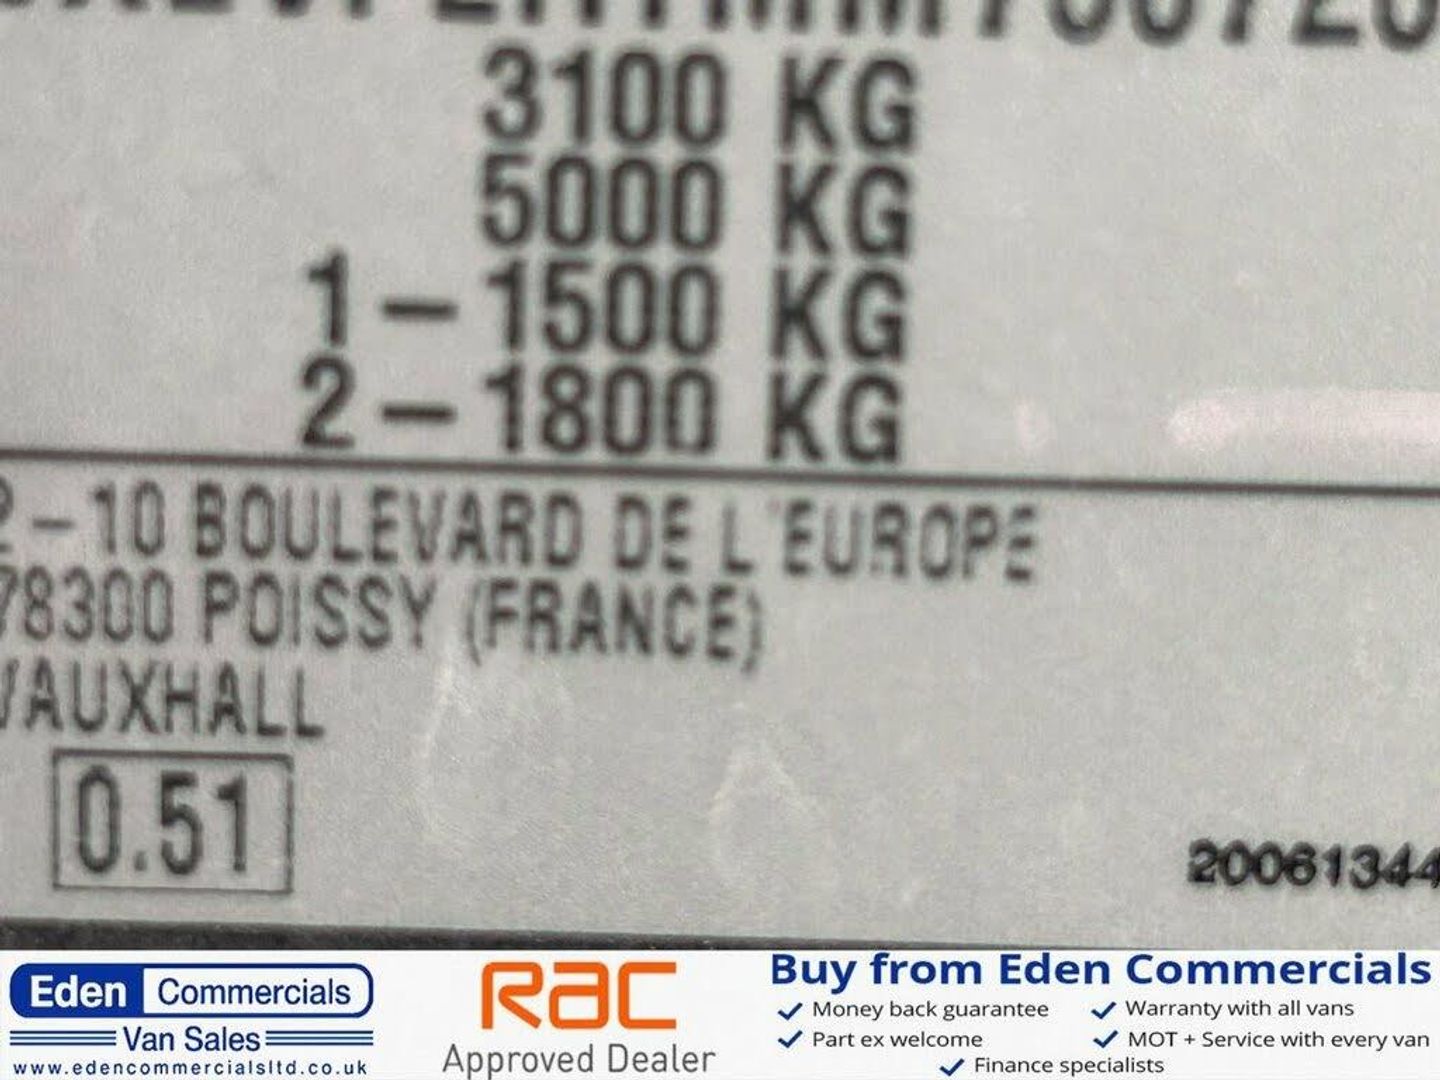 3100 KG
5000 KG
1 – 1500 KG
2 – 1800 KG
2 – 10 BOULEVARD DE L'EUROPE
78300 POISSY (FRANCE)
VAUXHALL
0.51
20061344
Eden Commercials
Van Sales
www.edencommercialsltd.co.uk
RAC
Approved Dealer
Buy from Eden Commercials
Money back guarantee
Warranty with all vans
Part ex welcome
MOT + Service with every van
Finance specialists